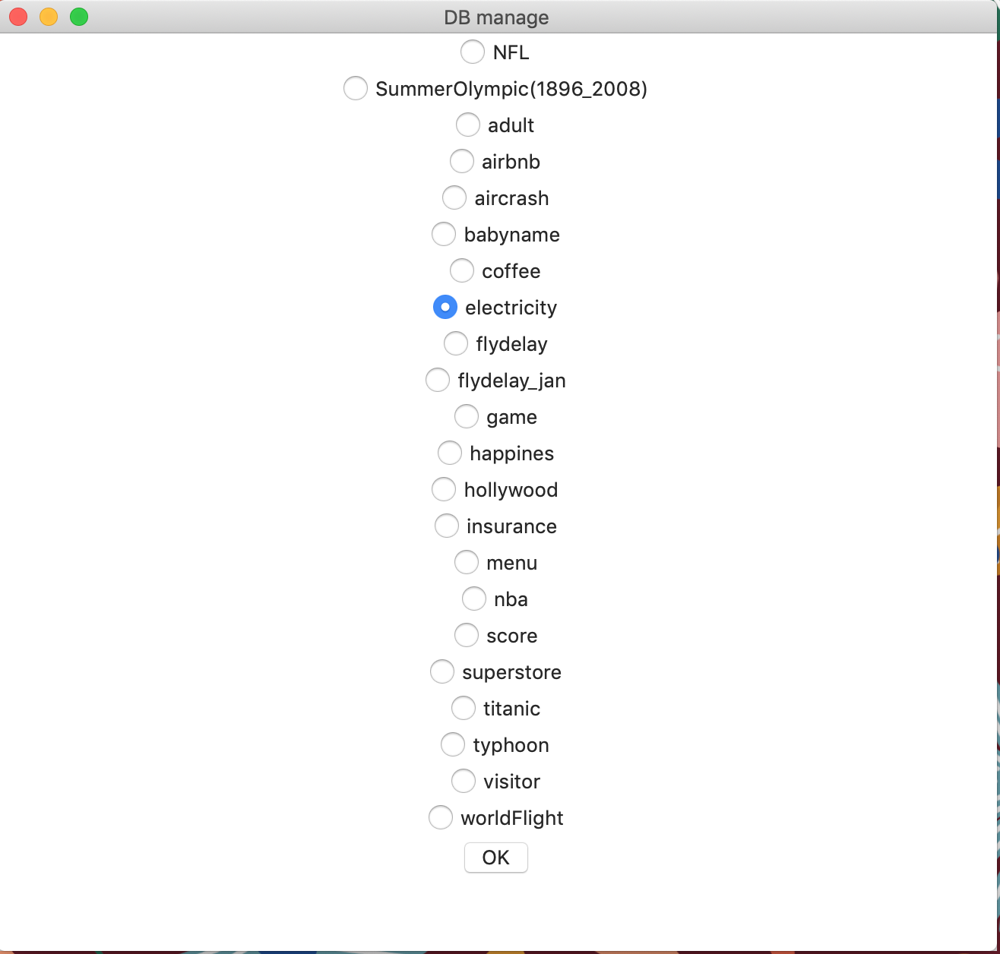 DB manage
NFL
SummerOlympic(1896_2008)
adult
airbnb
aircrash
babyname
coffee
electricity
flydelay
flydelay_jan
game
happines
hollywood
insurance
menu
nba
score
superstore
titanic
typhoon
visitor
worldFlight
OK